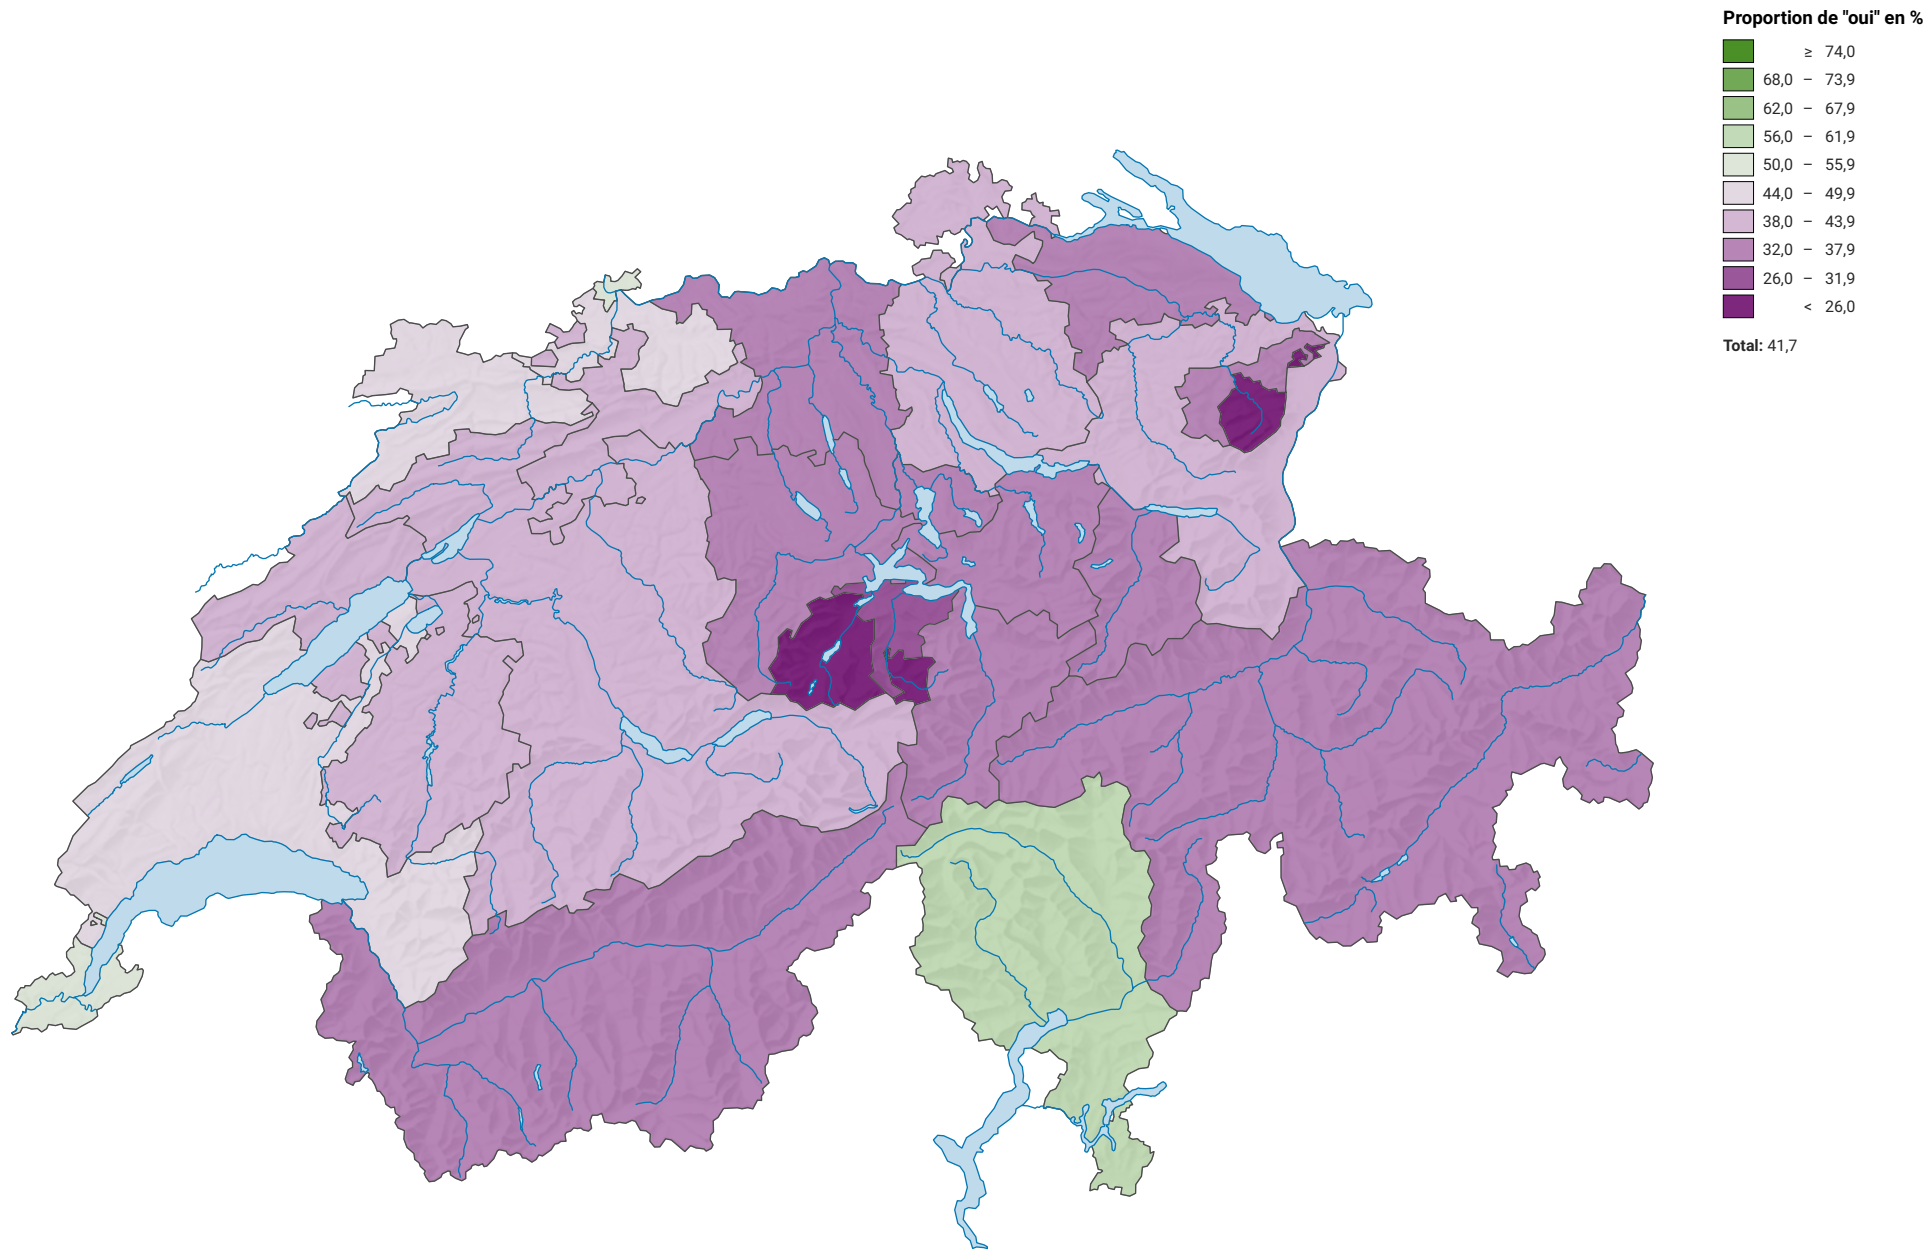 Proportion de "oui" en %
≥ 74,0
68,0 – 73,9
62,0 – 67,9
56,0 – 61,9
50,0 – 55,9
44,0 – 49,9
38,0 – 43,9
32,0 – 37,9
26,0 – 31,9
< 26,0
Total: 41,7